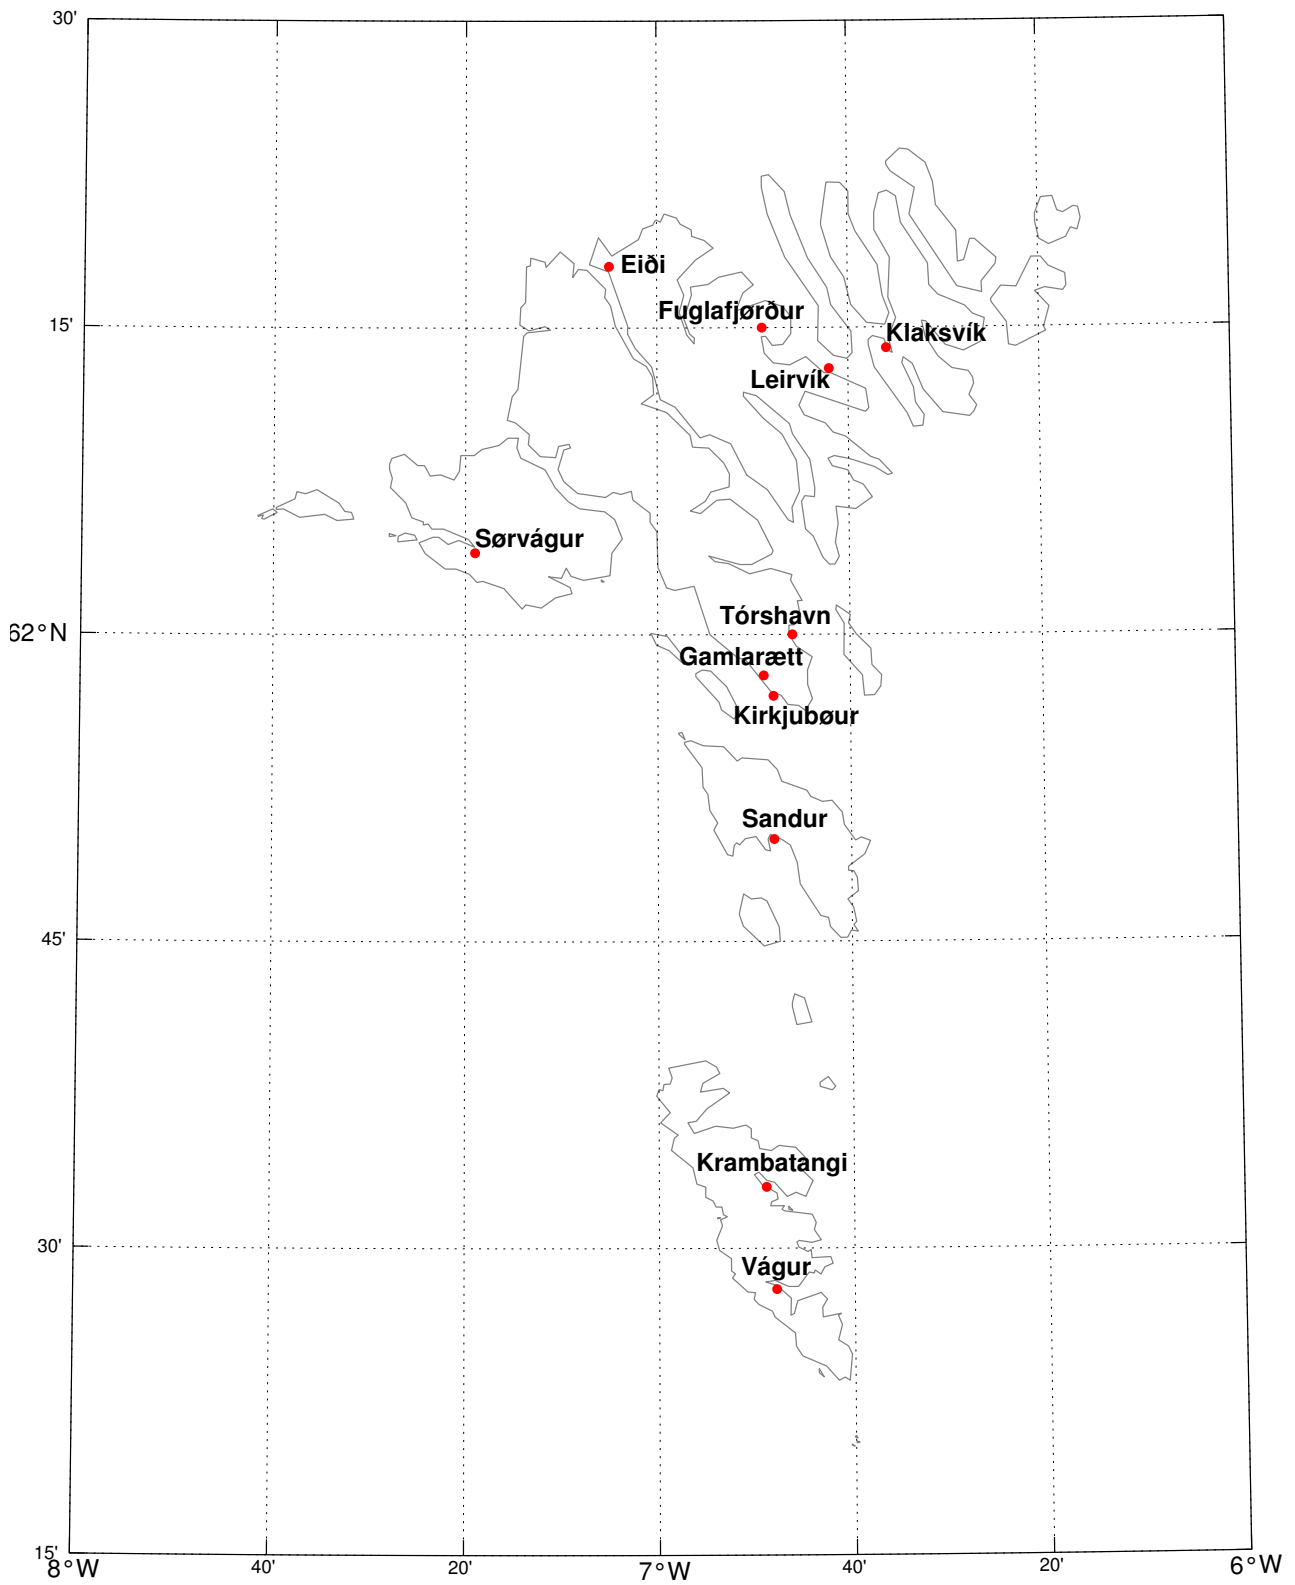 30'
Eiði
Fuglafjørður
15'
Klaksvík
Leirvík
Sørvágur
Tórshavn
62°N
Gamlarætt
Kirkjubøur
Sandur
45'
Krambatangi
30'
Vágur
15'
8°W 40' 20' 7°W 40' 20' 6°W